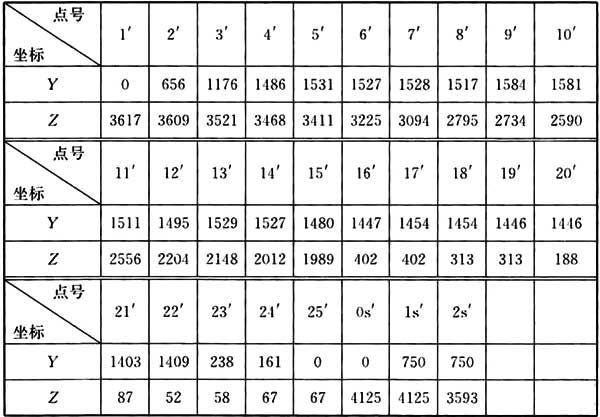 点号
坐标
1′ 2′ 3′ 4′ 5′ 6′ 7′ 8′ 9′ 10′
Y 0 656 1176 1486 1531 1527 1528 1517 1584 1581
Z 3617 3609 3521 3468 3411 3225 3094 2795 2734 2590
点号
坐标
11′ 12′ 13′ 14′ 15′ 16′ 17′ 18′ 19′ 20′
Y 1511 1495 1529 1527 1480 1447 1454 1454 1446 1446
Z 2556 2204 2148 2012 1989 402 402 313 313 188
点号
坐标
21′ 22′ 23′ 24′ 25′ 0s′ 1s′ 2s′
Y 1403 1409 238 161 0 0 750 750
Z 87 52 58 67 67 4125 4125 3593